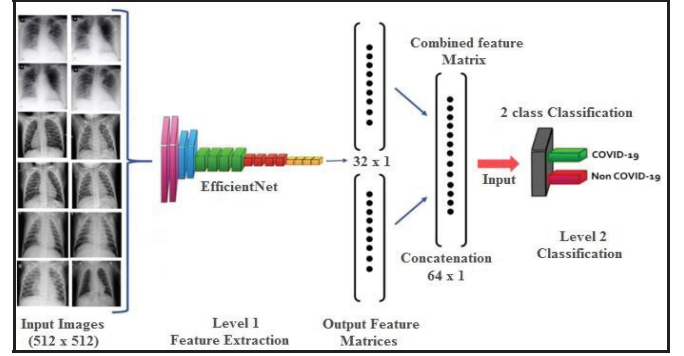 Combined feature
Matrix
2 class Classification
COVID-19
Non COVID-19
32 x 1
EfficientNet
Input
Level 2
Classification
Concatenation
64 x 1
Input Images
(512 x 512)
Level 1
Feature Extraction
Output Feature
Matrices